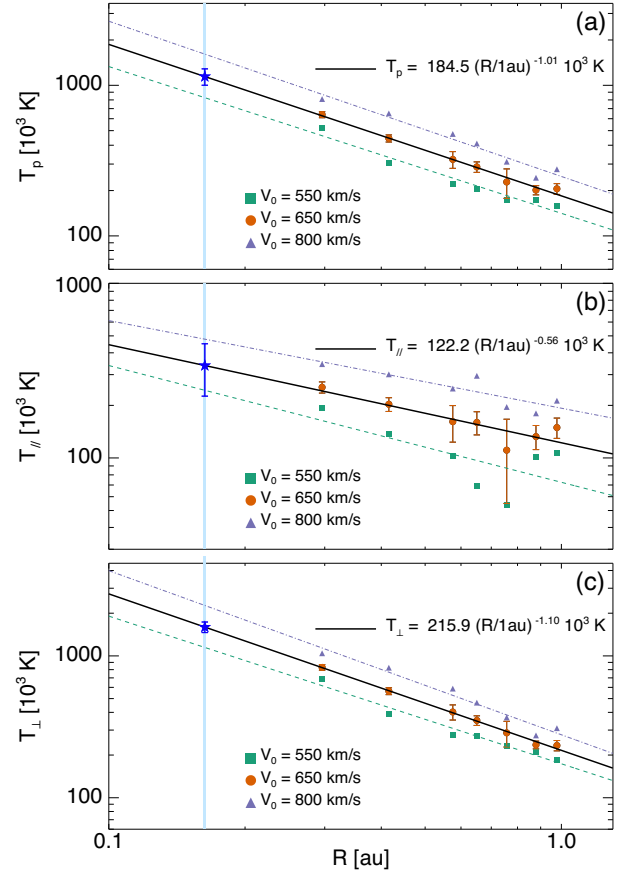 (a)
T_p = 184.5 (R/1au)^-1.01 10^3 K
1000
100
T_p [10^3 K]
V_0 = 550 km/s
V_0 = 650 km/s
V_0 = 800 km/s
1000
(b)
T_// = 122.2 (R/1au)^-0.56 10^3 K
100
T_// [10^3 K]
V_0 = 550 km/s
V_0 = 650 km/s
V_0 = 800 km/s
(c)
T_⊥ = 215.9 (R/1au)^-1.10 10^3 K
1000
100
T_⊥ [10^3 K]
V_0 = 550 km/s
V_0 = 650 km/s
V_0 = 800 km/s
0.1 1.0
R [au]